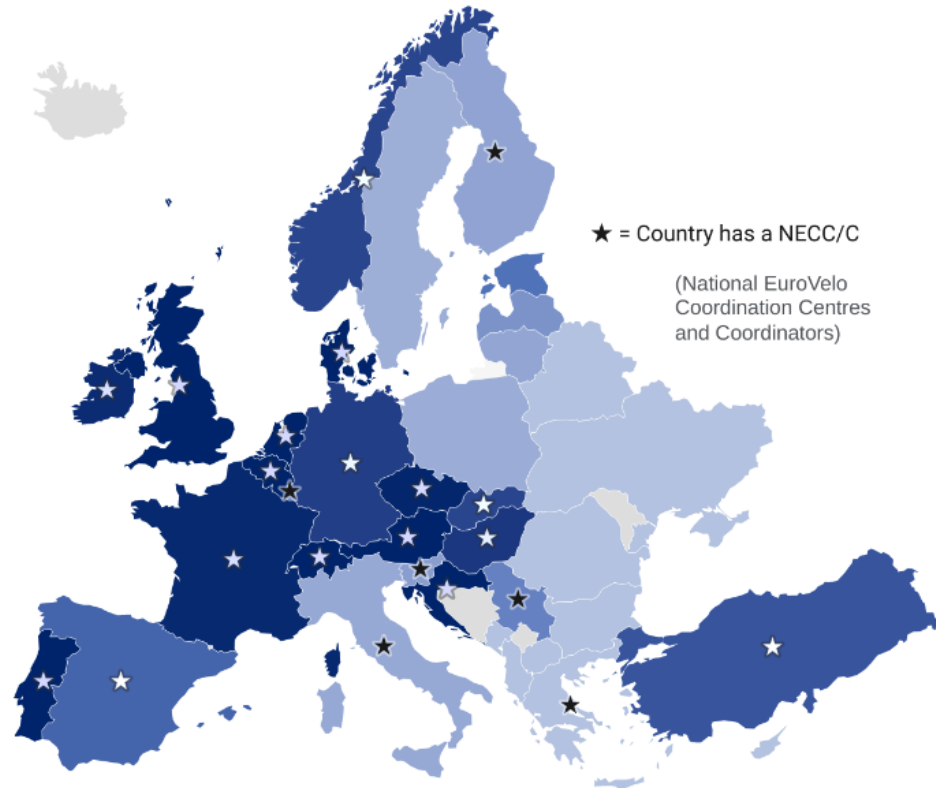 ★ = Country has a NECC/C
(National EuroVelo
Coordination Centres
and Coordinators)